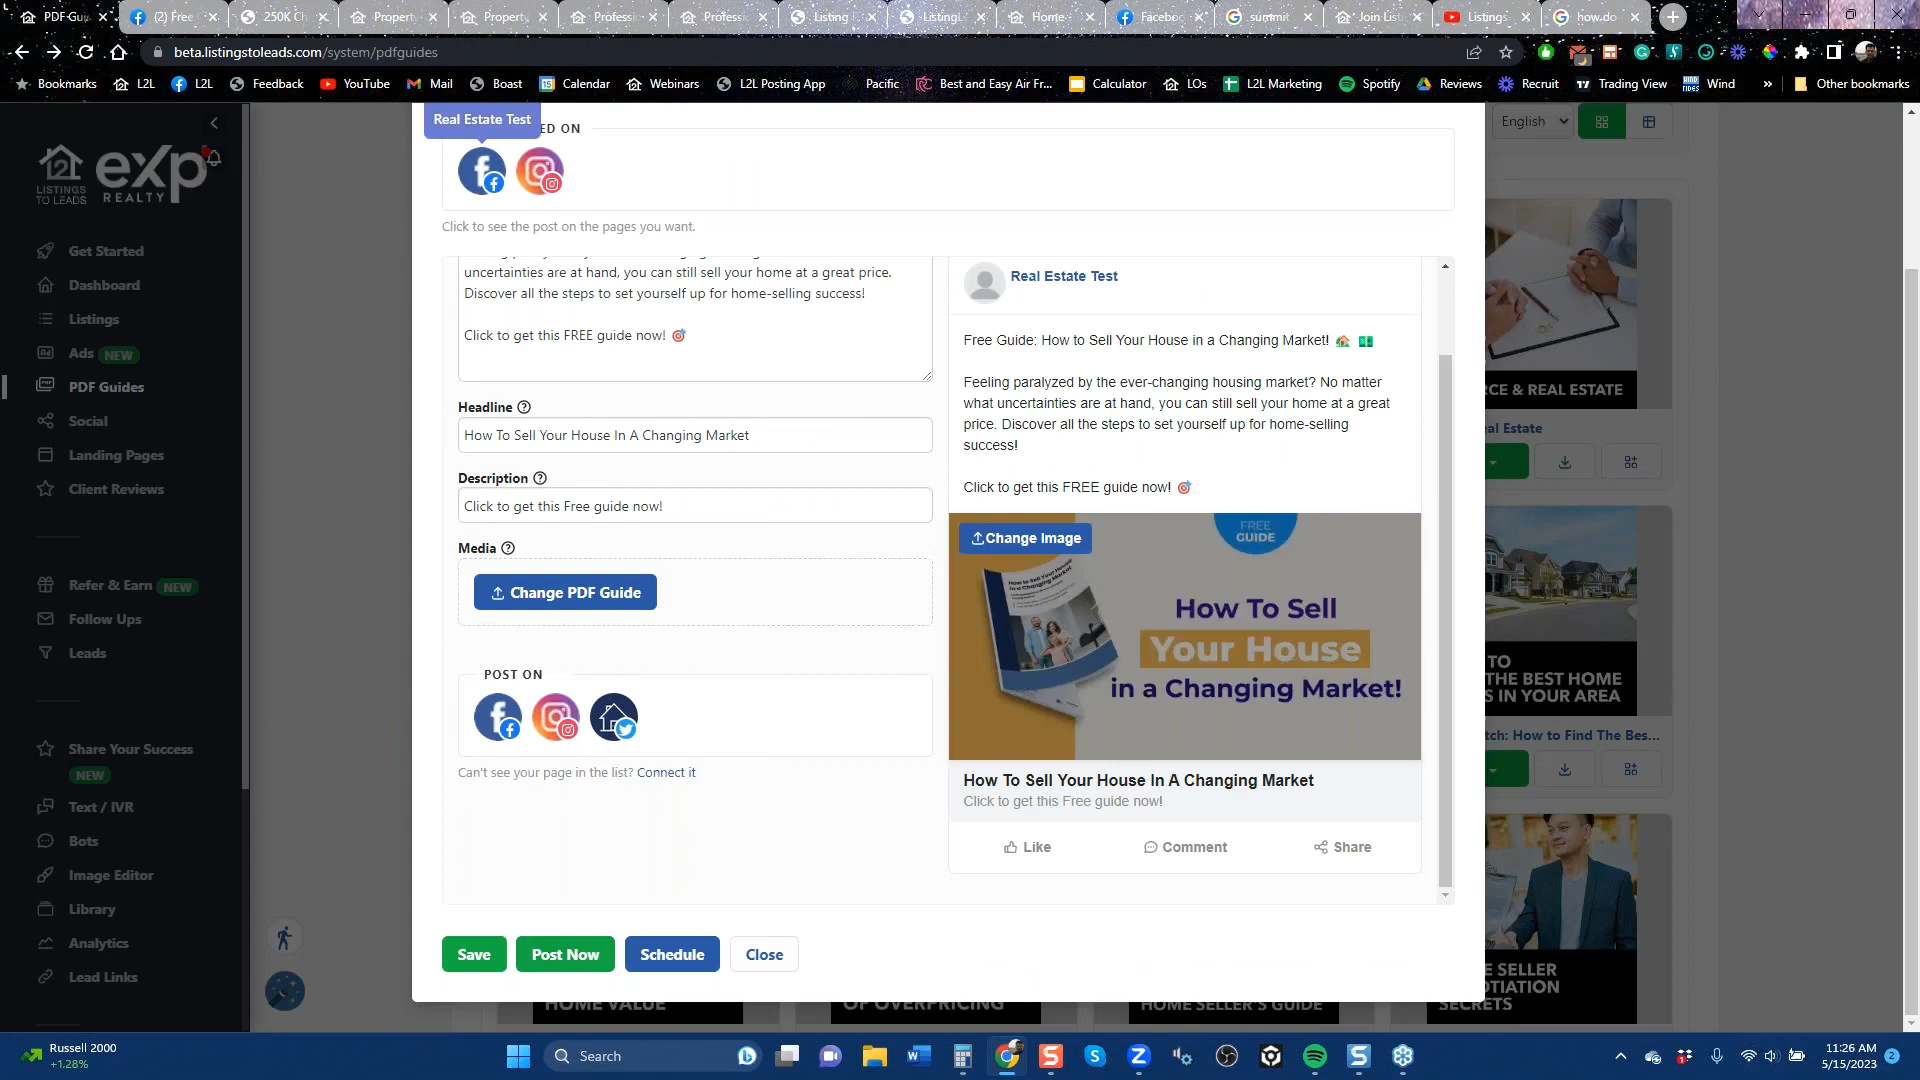 PDF Gui
(2) Free
250K Ch
Property
Property
Professi
Professi
Listing
ListingL
Home
Faceboo
summit
Join List
Listings
how do
beta.listingstoleads.com/system/pdfguides
Bookmarks
L2L
L2L
Feedback
YouTube
Mail
Boast
Calendar
Webinars
L2L Posting App
Pacific
Best and Easy Air Fr...
Calculator
LOs
L2L Marketing
Spotify
Reviews
Recruit
Trading View
Wind
»
Other bookmarks
L2L
LISTINGS
TO LEADS
eXp
REALTY
Get Started
Dashboard
Listings
Ads NEW
PDF Guides
Social
Landing Pages
Client Reviews
Refer & Earn NEW
Follow Ups
Leads
Share Your Success
NEW
Text / IVR
Bots
Image Editor
Library
Analytics
Lead Links
Real Estate Test
ED ON
Click to see the post on the pages you want.
uncertainties are at hand, you can still sell your home at a great price.
Discover all the steps to set yourself up for home-selling success!
Click to get this FREE guide now! 🎯
Headline
How To Sell Your House In A Changing Market
Description
Click to get this Free guide now!
Media
Change PDF Guide
POST ON
Can't see your page in the list? Connect it
Real Estate Test
Free Guide: How to Sell Your House in a Changing Market! 🏠 💵
Feeling paralyzed by the ever-changing housing market? No matter
what uncertainties are at hand, you can still sell your home at a great
price. Discover all the steps to set yourself up for home-selling
success!
Click to get this FREE guide now! 🎯
Change Image
FREE
GUIDE
How to Sell Your House
in a Changing Market!
How To Sell
Your House
in a Changing Market!
How To Sell Your House In A Changing Market
Click to get this Free guide now!
Like
Comment
Share
Save
Post Now
Schedule
Close
English
CE & REAL ESTATE
al Estate
TO
THE BEST HOME
S IN YOUR AREA
tch: How to Find The Bes...
E SELLER
OTIATION
SECRETS
HOME VALUE
OF OVERPRICING
HOME SELLER'S GUIDE
Russell 2000
+1.28%
Search
11:26 AM
5/15/2023
2